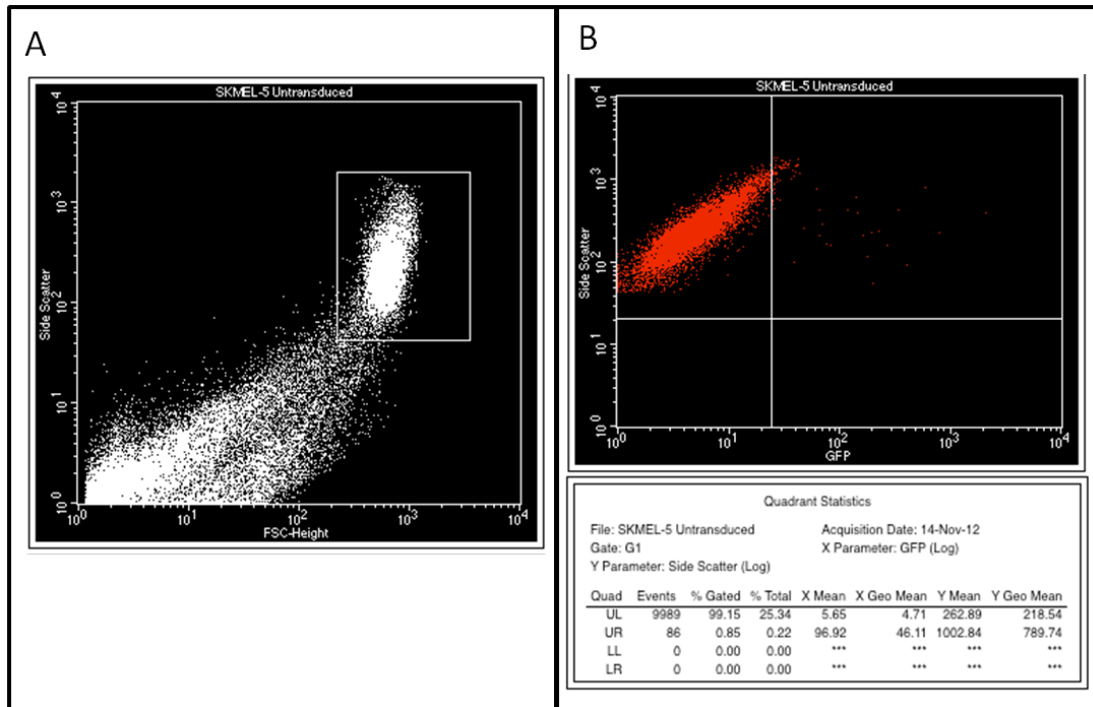 A
SKMEL-5 Untransduced
10^4
10^3
Side Scatter
10^2
10^1
10^0
10^0 10^1 10^2 10^3 10^4
FSC-Height
B
SKMEL-5 Untransduced
10^4
10^3
Side Scatter
10^2
10^1
10^0
10^0 10^1 10^2 10^3 10^4
GFP
Quadrant Statistics
File: SKMEL-5 Untransduced Acquisition Date: 14-Nov-12
Gate: G1 X Parameter: GFP (Log)
Y Parameter: Side Scatter (Log)
Quad Events % Gated % Total X Mean X Geo Mean Y Mean Y Geo Mean
UL 9989 99.15 25.34 5.65 4.71 262.89 218.54
UR 86 0.85 0.22 96.92 46.11 1002.84 789.74
LL 0 0.00 0.00 *** *** *** ***
LR 0 0.00 0.00 *** *** *** ***